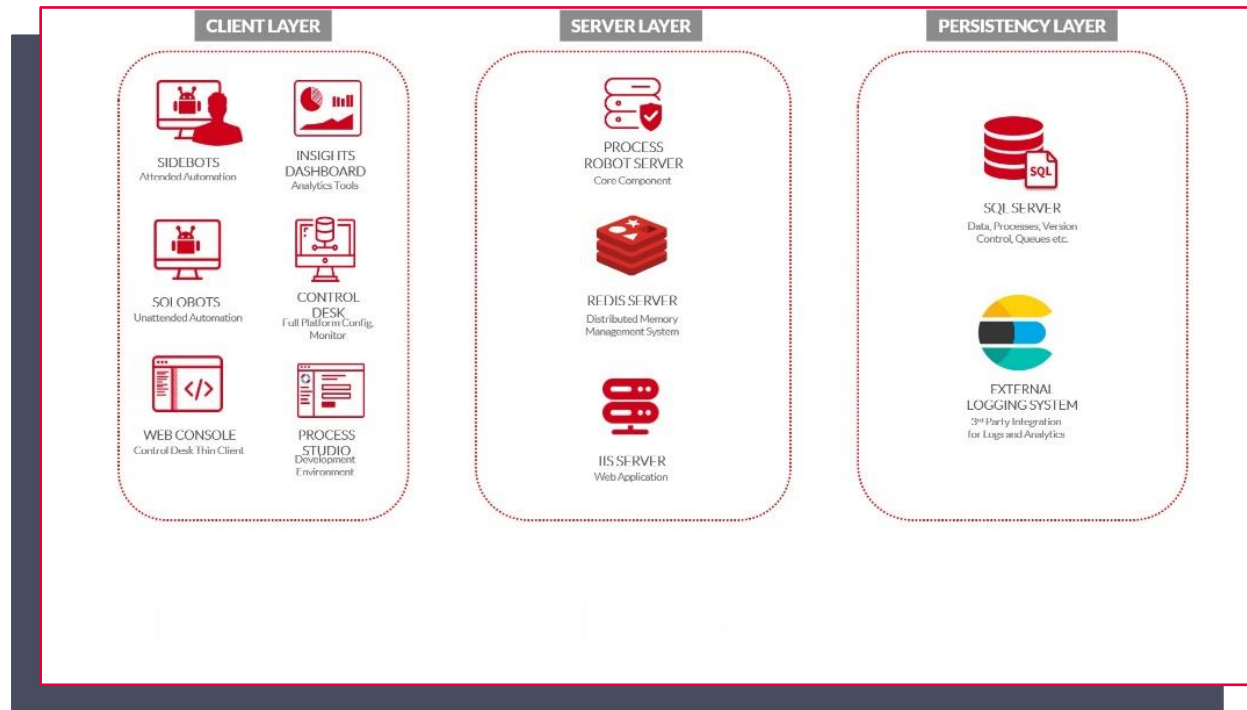 CLIENT LAYER
SIDEBOTS
Attended Automation
INSIGHTS
DASHBOARD
Analytics Tools
SOLOBOTS
Unattended Automation
CONTROL
DESK
Full Platform Config,
Monitor
WEB CONSOLE
Control Desk Thin Client
PROCESS
STUDIO
Development
Environment
SERVER LAYER
PROCESS
ROBOT SERVER
Core Component
REDIS SERVER
Distributed Memory
Management System
IIS SERVER
Web Application
PERSISTENCY LAYER
SQL
SQL SERVER
Data, Processes, Version
Control, Queues etc.
EXTERNAL
LOGGING SYSTEM
3rd Party Integration
for Logs and Analytics